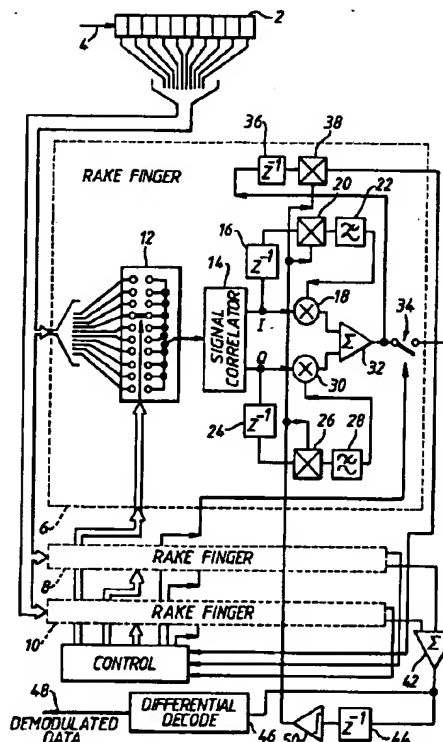 2
4
36
38
z⁻¹
RAKE FINGER
20
22
12
16
z⁻¹
14
18
34
SIGNAL CORRELATOR
I
Q
Σ
32
30
24
z⁻¹
26
28
6
RAKE FINGER
8
RAKE FINGER
10
CONTROL
Σ
42
48
DIFFERENTIAL
DECODE
z⁻¹
DEMODULATED
DATA
46
50
44